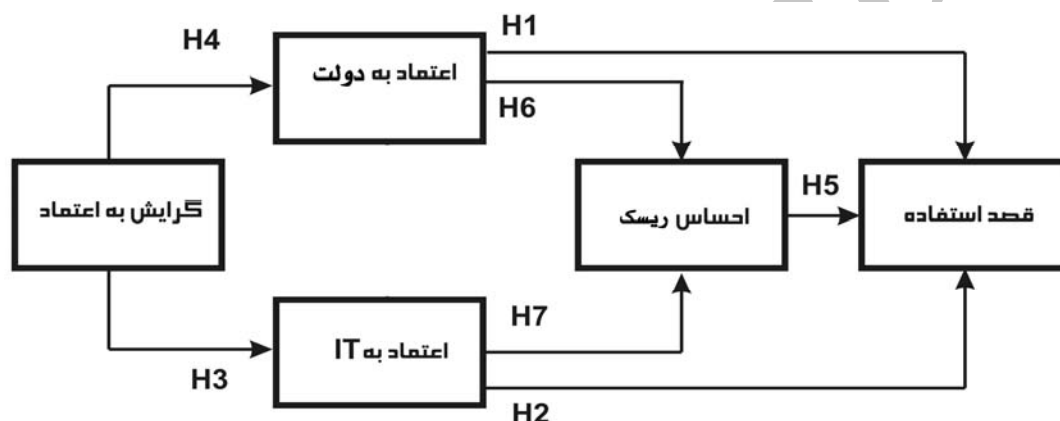 H1
H4
اعتماد به دولت
H6
گرایش به اعتماد
احساس ریسک
H5
قصد استفاده
اعتماد به IT
H7
H3
H2